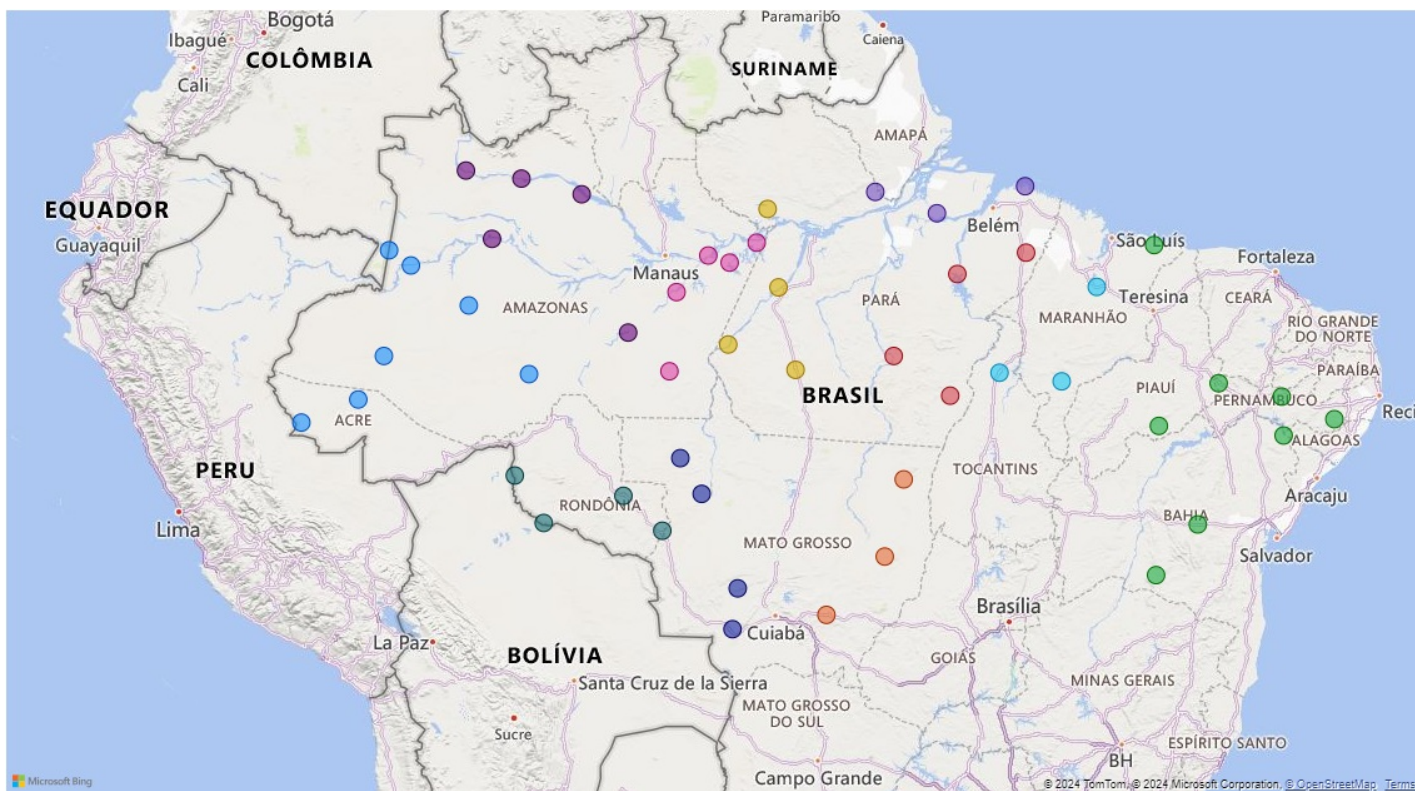 Bogotá
Paramaribo
Ibagué
Caiena
COLÔMBIA
SURINAME
Cali
AMAPÁ
EQUADOR
Guayaquil
Belém
São Luís
Manaus
Fortaleza
AMAZONAS
PARÁ
Teresina
CEARÁ
MARANHÃO
RIO GRANDE
DO NORTE
PARAÍBA
BRASIL
PIAUÍ
PERNAMBUCO
Reci
ACRE
ALAGOAS
PERU
TOCANTINS
Aracaju
RONDÔNIA
BAHIA
Lima
MATO GROSSO
Salvador
Brasília
La Paz
Cuiabá
BOLÍVIA
GOIÁS
Santa Cruz de la Sierra
MINAS GERAIS
MATO GROSSO
DO SUL
Sucre
ESPÍRITO SANTO
BH
Campo Grande
Microsoft Bing
© 2024 TomTom, © 2024 Microsoft Corporation, © OpenStreetMap Terms